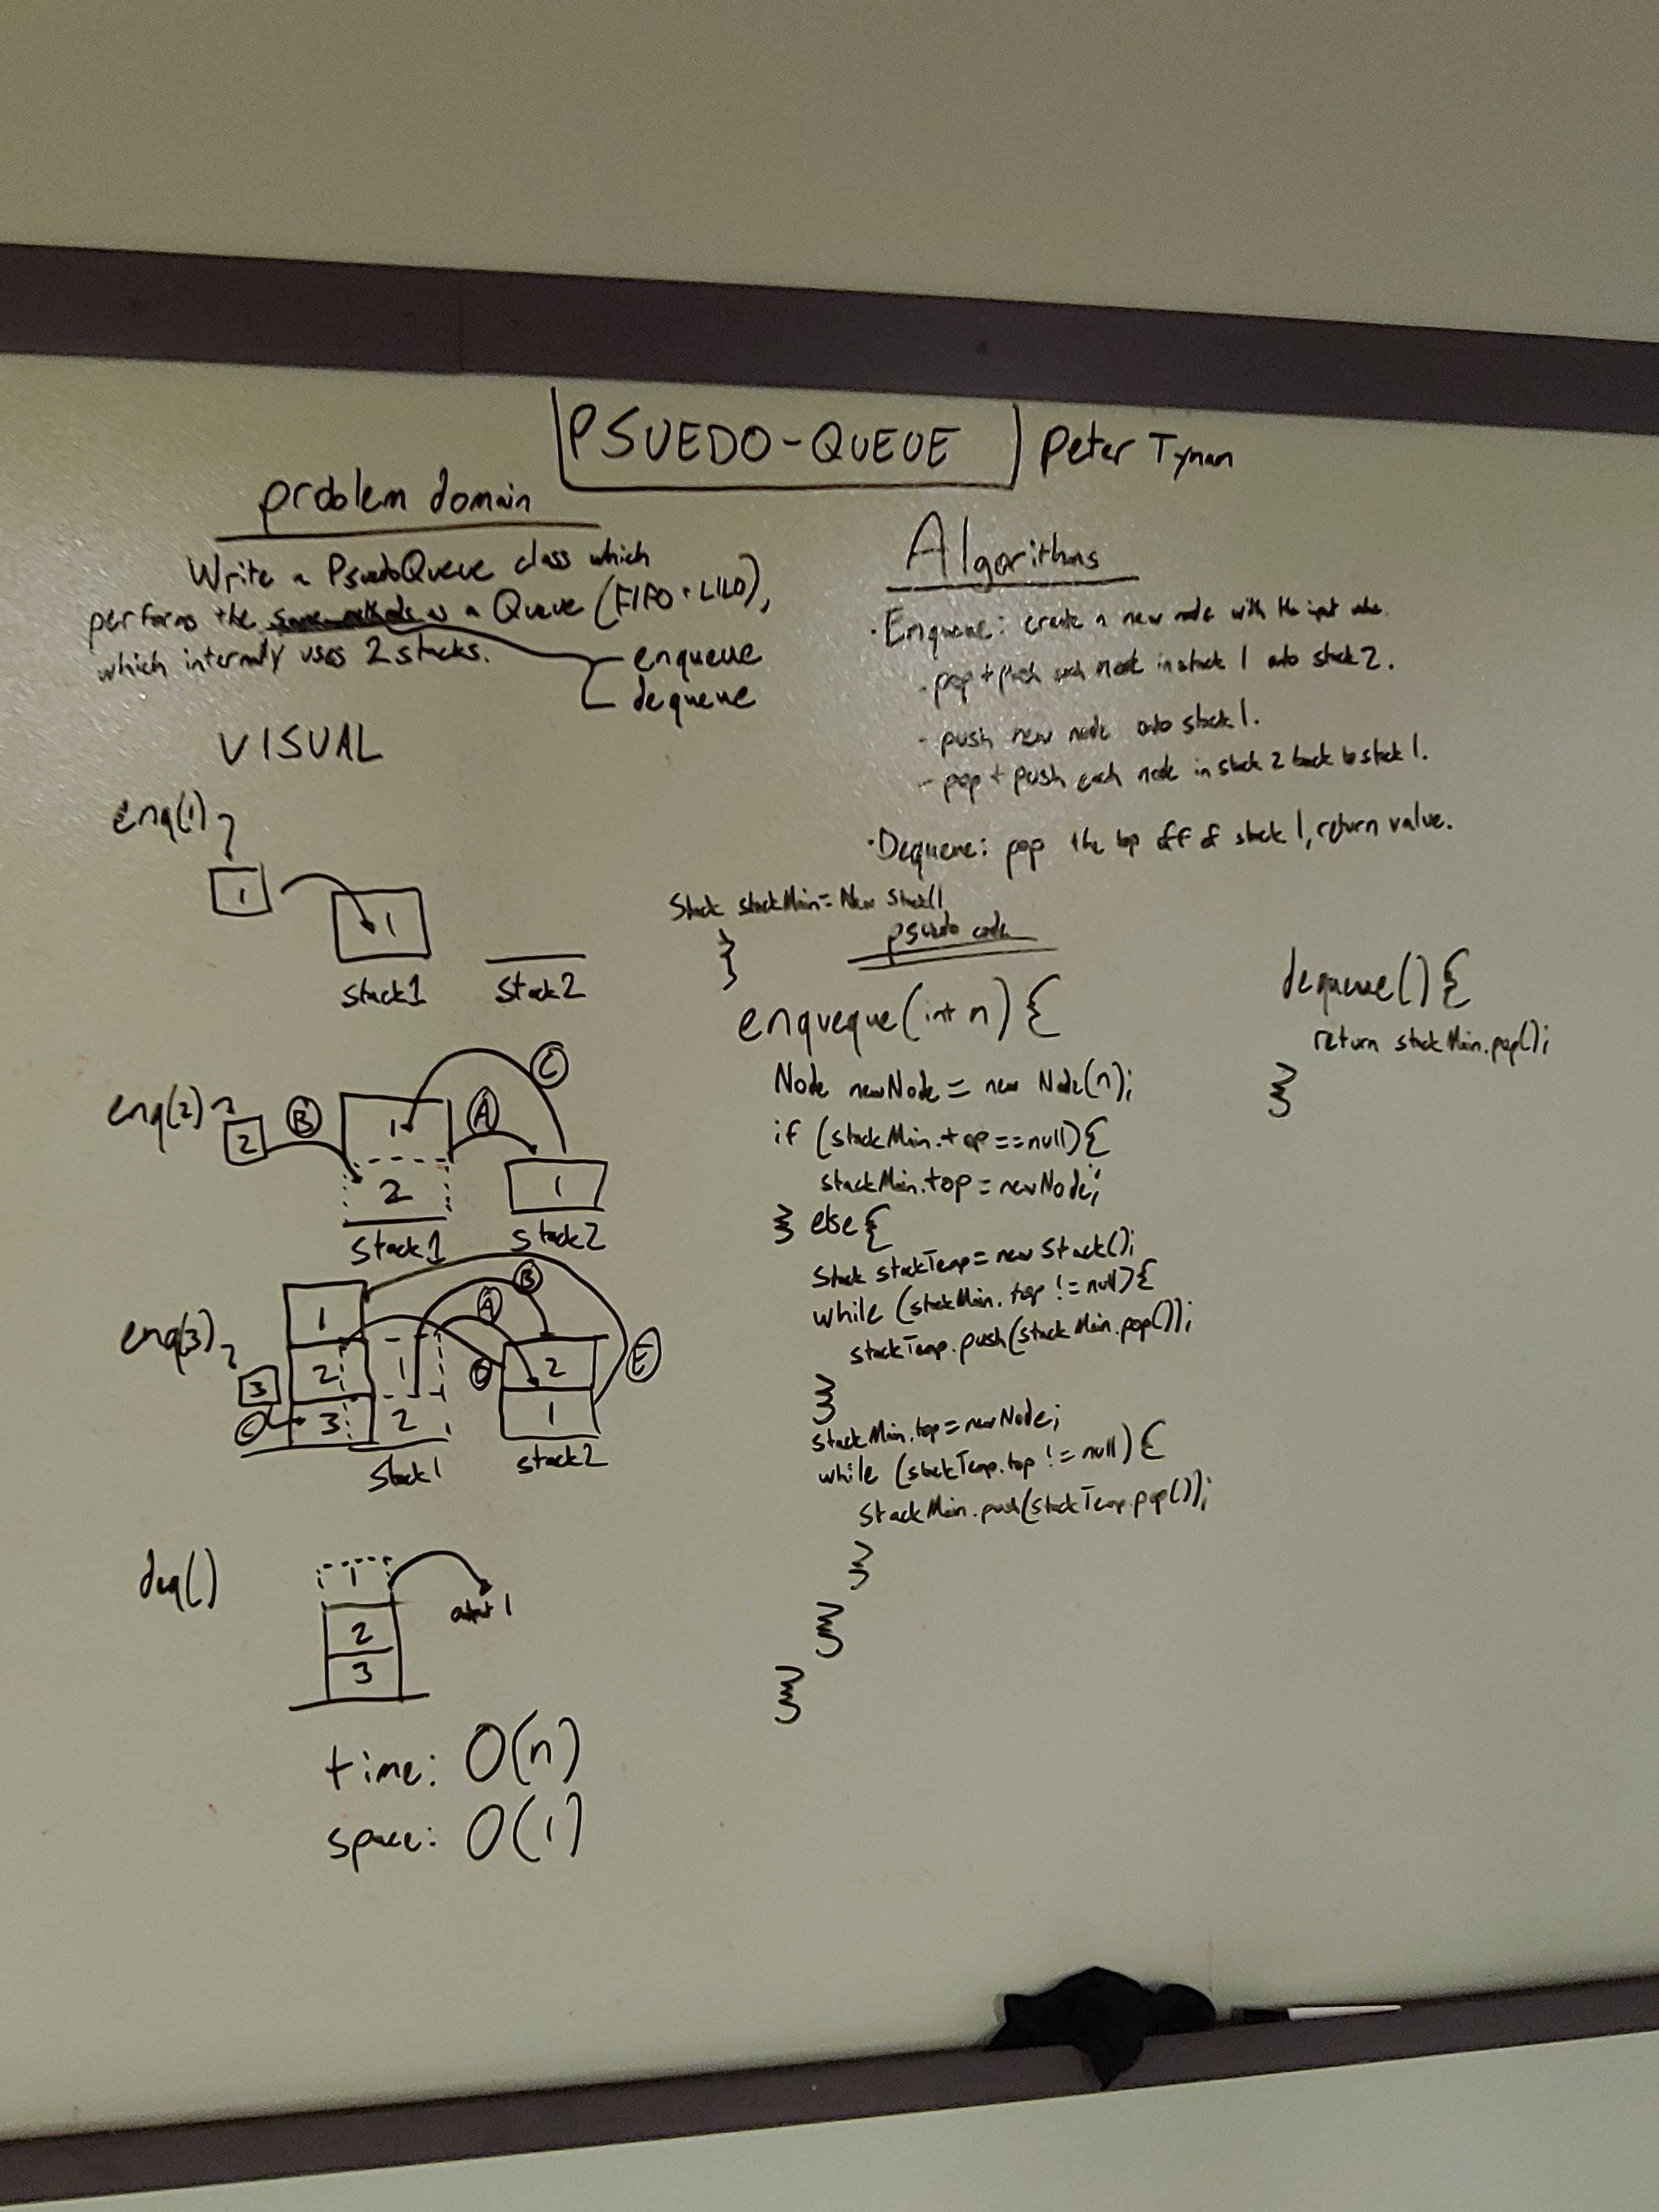 PSUEDO-QUEUE
Peter Tynan
problem domain
Write a PsuedoQueue class which
performs the as a Queue (FIFO + LILO),
which internally uses 2 stacks.
enqueue
dequeue
VISUAL
enq(1)
1
1
stack1
stack2
enq(2)
2
B
1
A
C
2
1
stack1
stack2
enq(3)
3
C
1
2
3
1
2
A
B
D
E
2
1
stack1
stack2
deq()
1
output 1
2
3
time: O(n)
space: O(1)
Algorithms
·Enqueue: create a new node with the input value.
- pop + push each node in stack 1 onto stack 2.
- push new node onto stack 1.
- pop + push each node in stack 2 back to stack 1.
·Dequeue: pop the top off of stack 1, return value.
Stack stackMain = New Stack()
}
psuedo code
enqueque(int n) {
Node newNode = new Node(n);
if (stackMain.top == null) {
stackMain.top = newNode;
} else {
Stack stackTemp = new Stack();
while (stackMain.top != null) {
stackTemp.push(stackMain.pop());
}
stackMain.top = newNode;
while (stackTemp.top != null) {
stackMain.push(stackTemp.pop());
}
}
}
dequeue() {
return stackMain.pop();
}